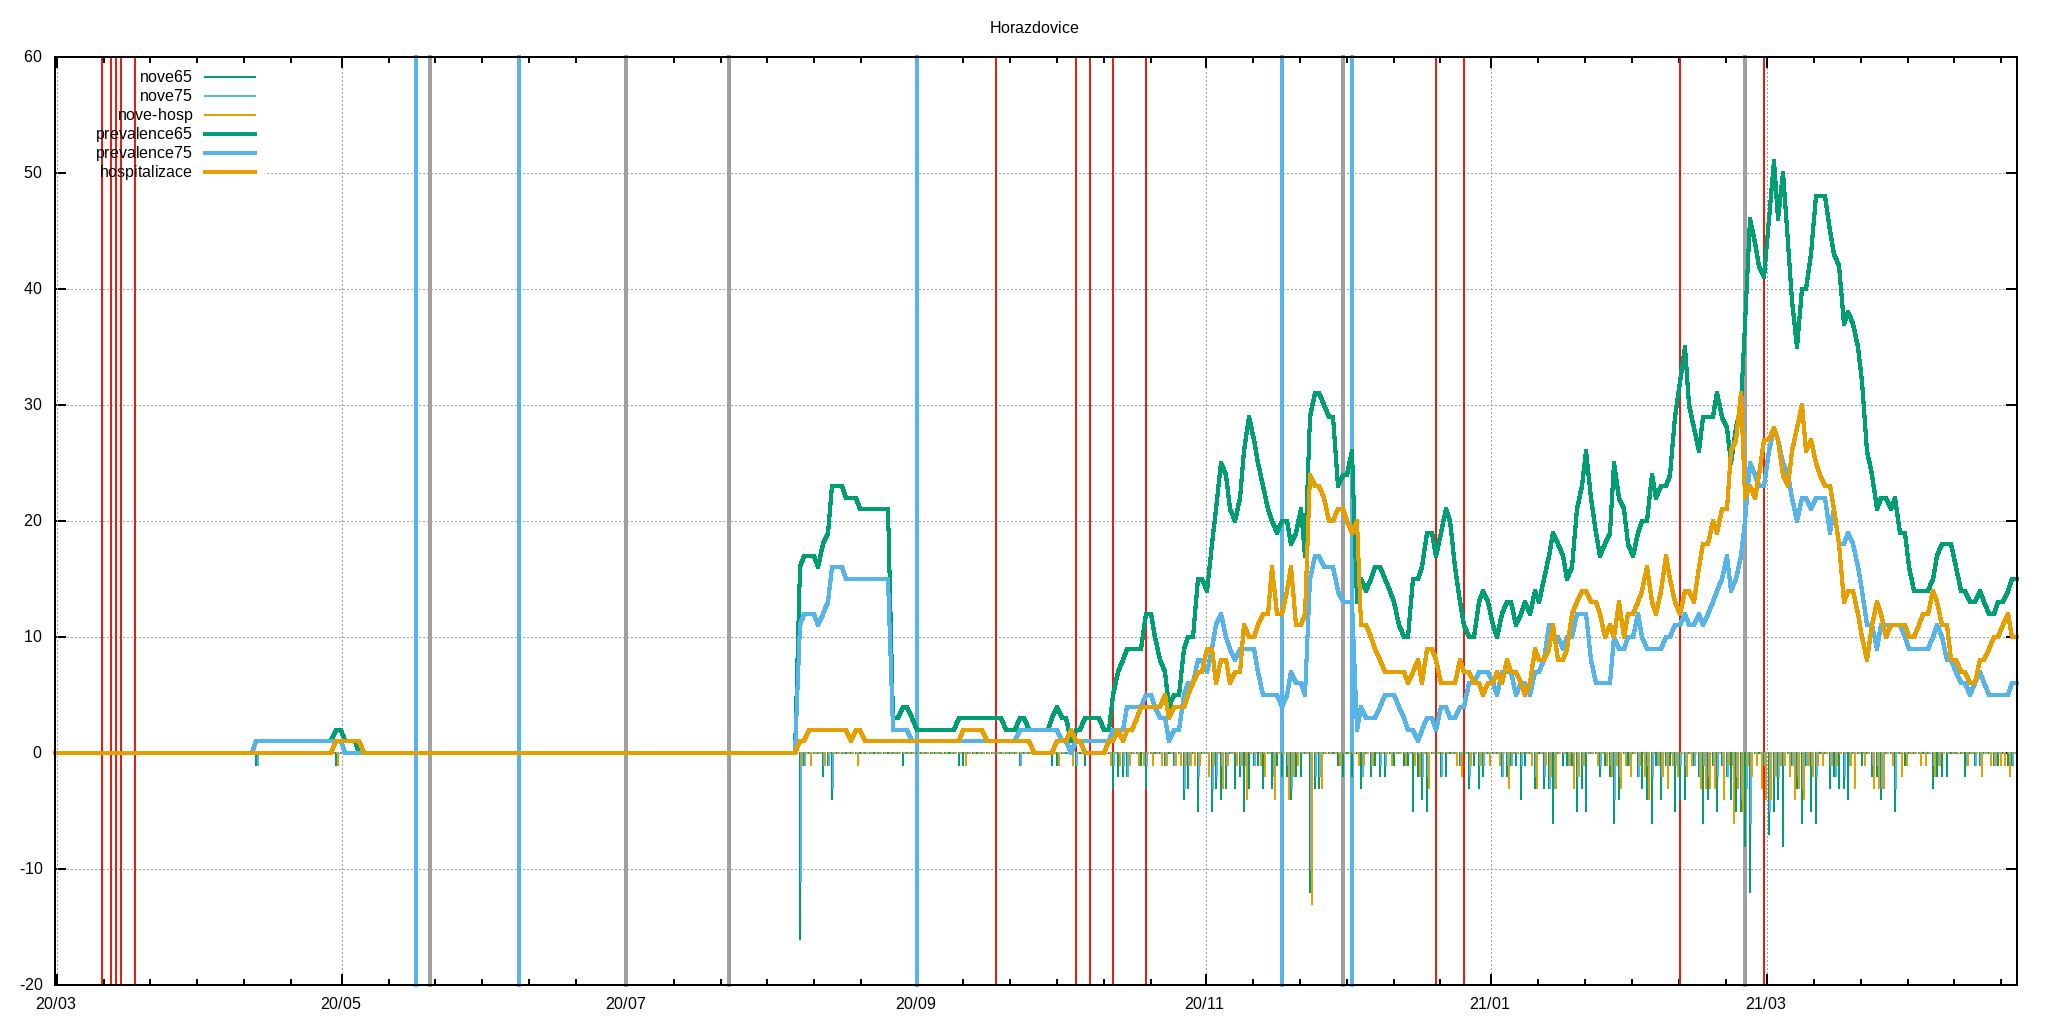 Horazdovice
60
nove65
nove75
nove-hosp
prevalence65
prevalence75
hospitalizace
50
40
30
20
10
0
-10
-20
20/03 20/05 20/07 20/09 20/11 21/01 21/03